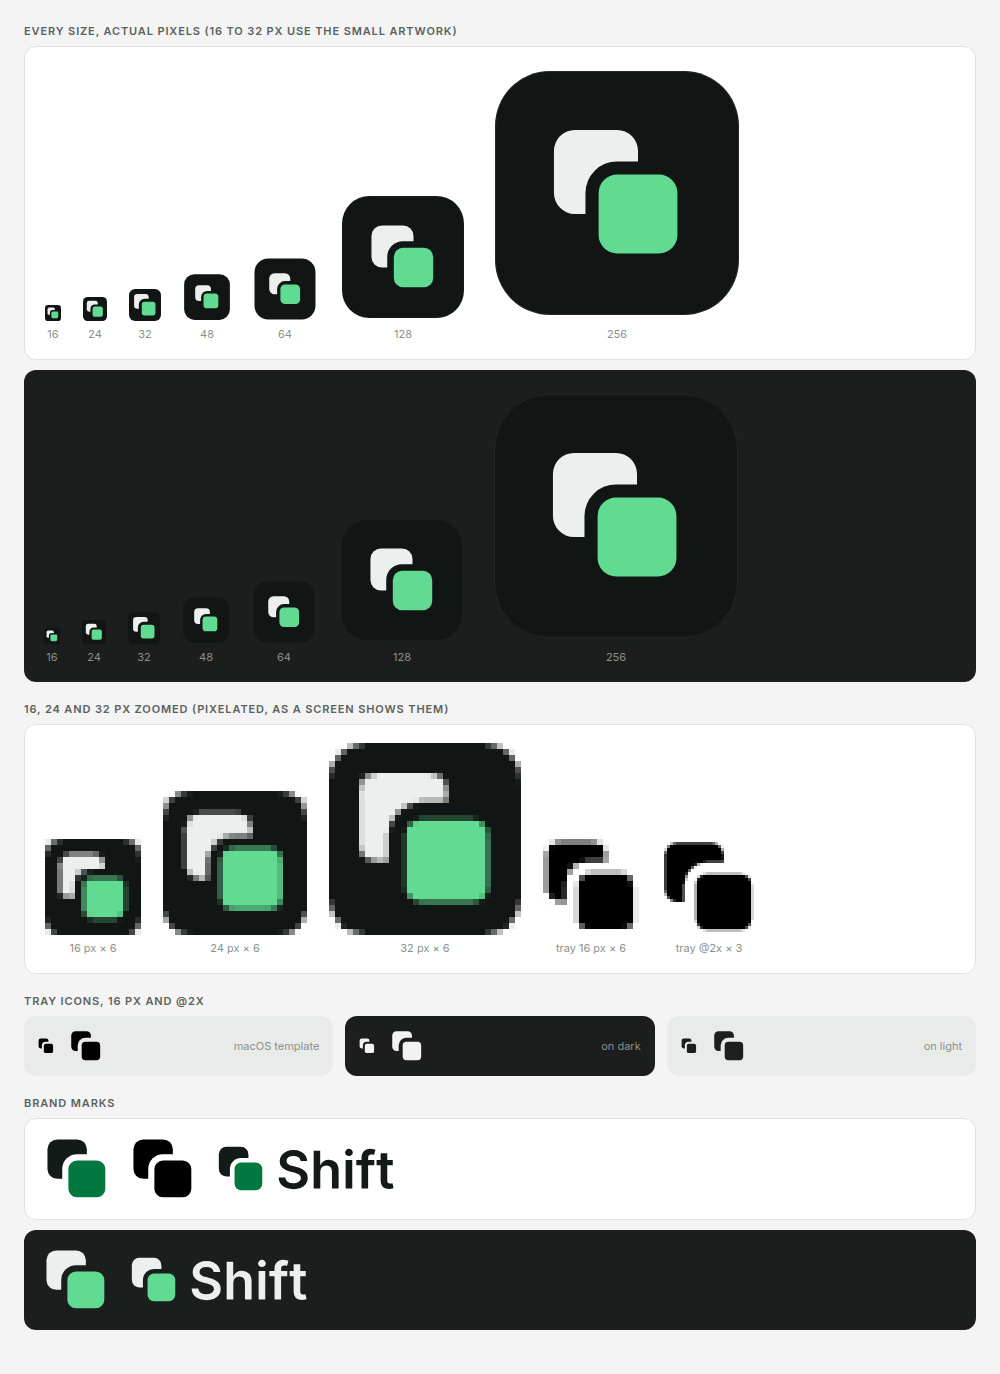 EVERY SIZE, ACTUAL PIXELS (16 TO 32 PX USE THE SMALL ARTWORK)
16 24 32 48 64 128 256
16 24 32 48 64 128 256
16, 24 AND 32 PX ZOOMED (PIXELATED, AS A SCREEN SHOWS THEM)
16 px × 6 24 px × 6 32 px × 6 tray 16 px × 6 tray @2x × 3
TRAY ICONS, 16 PX AND @2X
macOS template on dark on light
BRAND MARKS
Shift
Shift